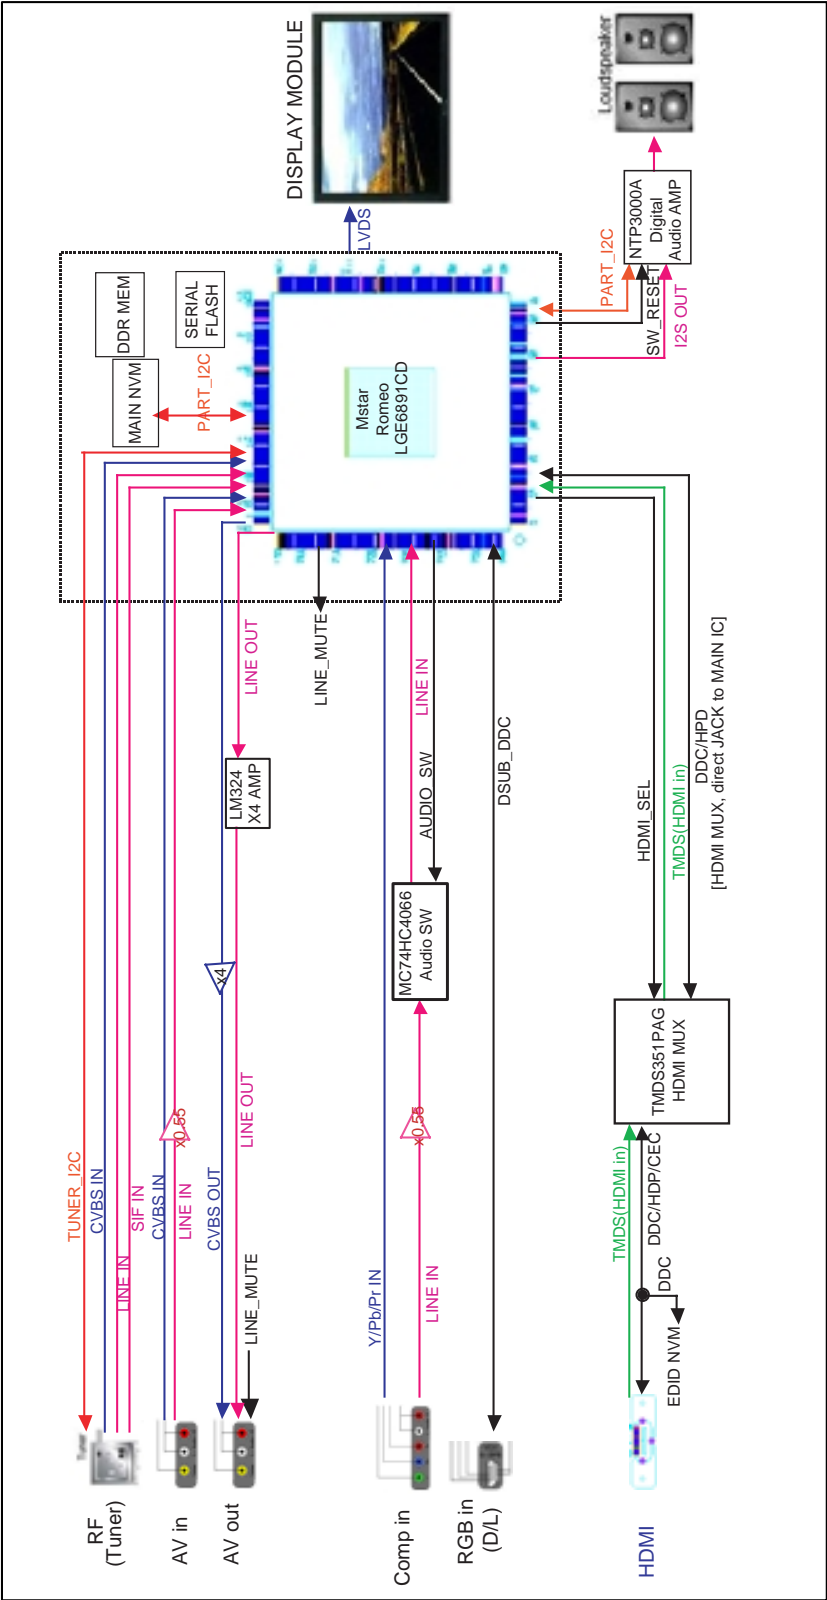 RF
(Tuner)
Tuner
AV in
AV out
Comp in
RGB in
(D/L)
HDMI
TUNER_I2C
CVBS IN
LINE IN
SIF IN
CVBS IN
LINE IN
x0.55
CVBS OUT
x4
LINE OUT
LINE_MUTE
LM324
X4 AMP
LINE OUT
LINE_MUTE
Y/Pb/Pr IN
LINE IN
x0.55
MC74HC4066
Audio SW
LINE IN
AUDIO SW
DSUB_DDC
TMDS(HDMI in)
DDC/HDP/CEC
DDC
EDID NVM
TMDS351PAG
HDMI MUX
HDMI_SEL
TMDS(HDMI in)
DDC/HPD
[HDMI MUX, direct JACK to MAIN IC]
MAIN NVM
DDR MEM
SERIAL
FLASH
PART_I2C
Mstar
Romeo
LGE6891CD
LVDS
DISPLAY MODULE
PART_I2C
SW_RESET
I2S OUT
NTP3000A
Digital
Audio AMP
Loudspeaker